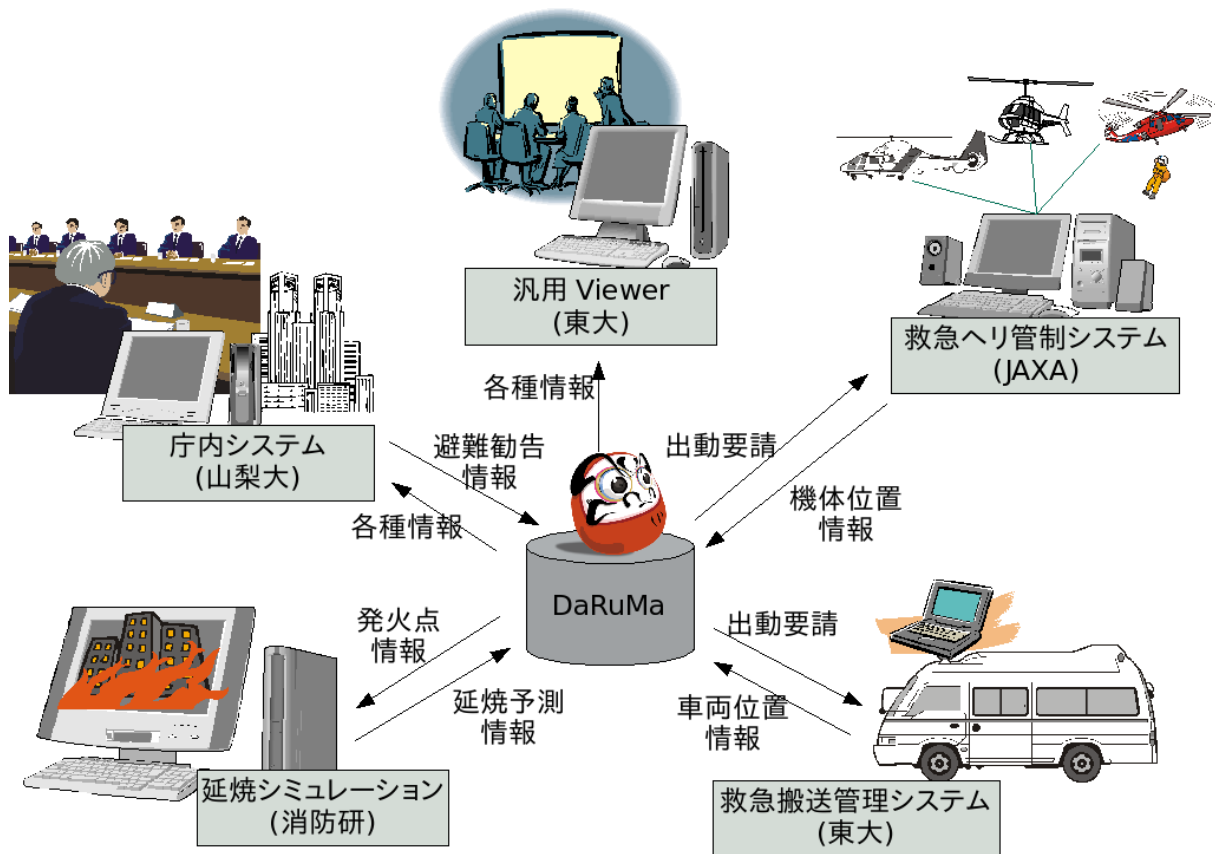 汎用 Viewer
(東大)
救急ヘリ管制システム
(JAXA)
庁内システム
(山梨大)
各種情報
避難勧告
情報
出動要請
各種情報
機体位置
情報
DaRuMa
発火点
情報
出動要請
延焼予測
情報
車両位置
情報
延焼シミュレーション
(消防研)
救急搬送管理システム
(東大)